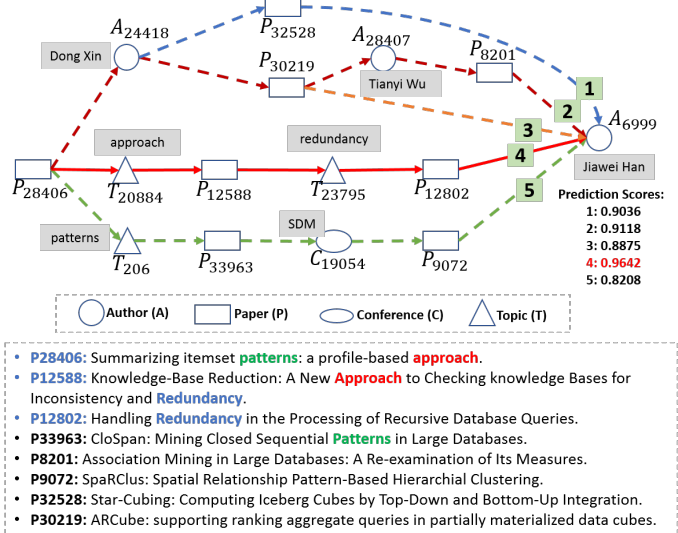 P32528
A24418
A28407
Dong Xin
P30219
P8201
Tianyi Wu
1
2
A6999
3
approach
redundancy
4
Jiawei Han
P28406
T20884
P12588
T23795
P12802
5
Prediction Scores:
1: 0.9036
2: 0.9118
3: 0.8875
4: 0.9642
5: 0.8208
patterns
SDM
T206
P33963
C19054
P9072
Author (A) Paper (P) Conference (C) Topic (T)
• P28406: Summarizing itemset patterns: a profile-based approach.
• P12588: Knowledge-Base Reduction: A New Approach to Checking knowledge Bases for
Inconsistency and Redundancy.
• P12802: Handling Redundancy in the Processing of Recursive Database Queries.
• P33963: CloSpan: Mining Closed Sequential Patterns in Large Databases.
• P8201: Association Mining in Large Databases: A Re-examination of Its Measures.
• P9072: SpaRClus: Spatial Relationship Pattern-Based Hierarchial Clustering.
• P32528: Star-Cubing: Computing Iceberg Cubes by Top-Down and Bottom-Up Integration.
• P30219: ARCube: supporting ranking aggregate queries in partially materialized data cubes.